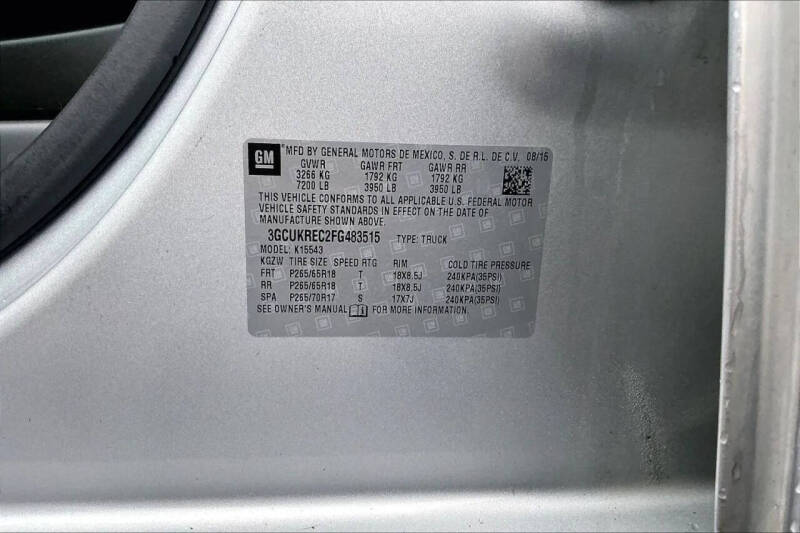 GM MFD BY GENERAL MOTORS DE MEXICO, S. DE R.L. DE C.V. 08/15
GVWR GAWR FRT GAWR RR
3266 KG 1792 KG 1792 KG
7200 LB 3950 LB 3950 LB
THIS VEHICLE CONFORMS TO ALL APPLICABLE U.S. FEDERAL MOTOR
VEHICLE SAFETY STANDARDS IN EFFECT ON THE DATE OF
MANUFACTURE SHOWN ABOVE.
3GCUKREC2FG483515 TYPE: TRUCK
MODEL: K15543
KGZW TIRE SIZE SPEED RTG RIM COLD TIRE PRESSURE
FRT P265/65R18 T 18X8.5J 240KPA(35PSI)
RR P265/65R18 T 18X8.5J 240KPA(35PSI)
SPA P265/70R17 S 17X7J 240KPA(35PSI)
SEE OWNER'S MANUAL FOR MORE INFORMATION.